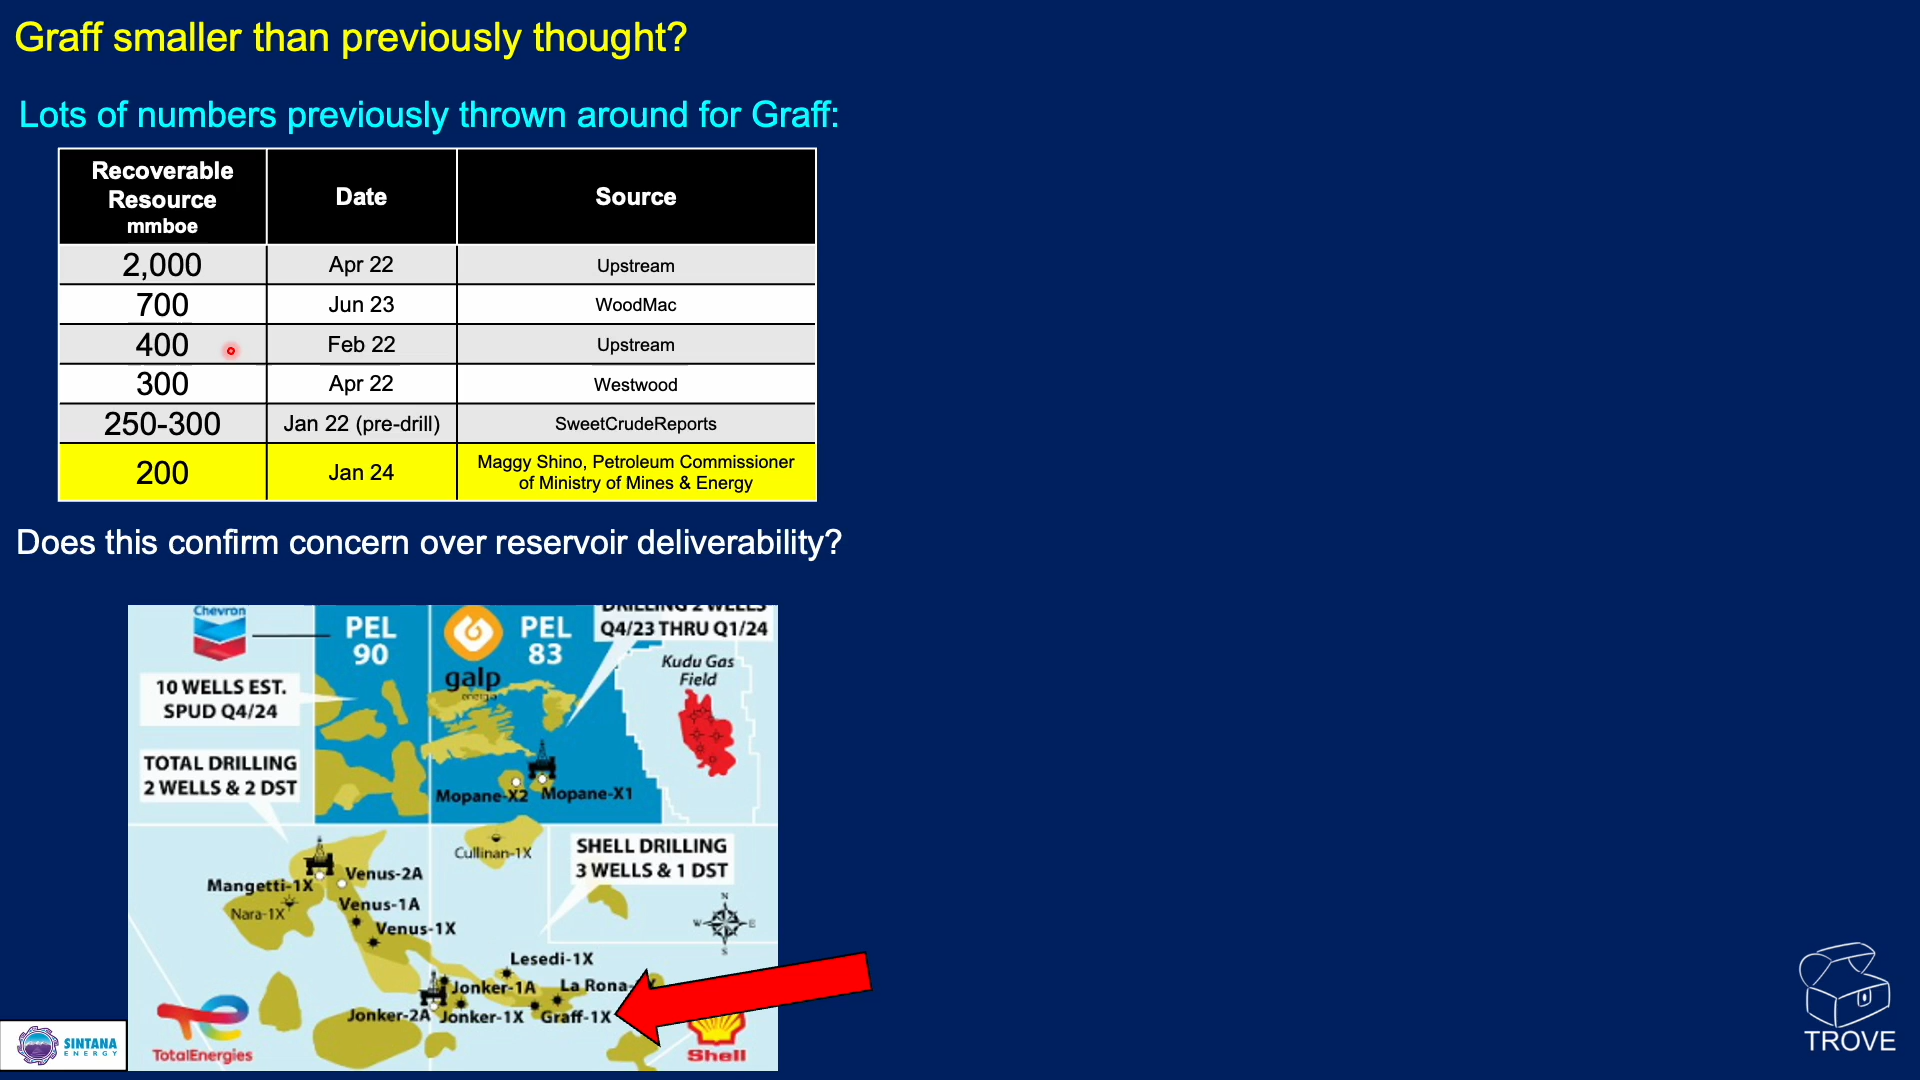 Graff smaller than previously thought?
Lots of numbers previously thrown around for Graff:
Recoverable
Resource
mmboe
Date
Source
2,000 Apr 22 Upstream
700 Jun 23 WoodMac
400 Feb 22 Upstream
300 Apr 22 Westwood
250-300 Jan 22 (pre-drill) SweetCrudeReports
200 Jan 24 Maggy Shino, Petroleum Commissioner
of Ministry of Mines & Energy
Does this confirm concern over reservoir deliverability?
Chevron
PEL
90
galp
energia
PEL
83
DRILLING 2 WELLS
Q4/23 THRU Q1/24
Kudu Gas
Field
10 WELLS EST.
SPUD Q4/24
TOTAL DRILLING
2 WELLS & 2 DST
Mopane-X2
Mopane-X1
Cullinan-1X
SHELL DRILLING
3 WELLS & 1 DST
Mangetti-1X
Venus-2A
Nara-1X
Venus-1A
Venus-1X
N
W
E
S
Lesedi-1X
Jonker-1A
La Rona-
Jonker-2A
Jonker-1X
Graff-1X
TotalEnergies
Shell
SINTANA
ENERGY
TROVE